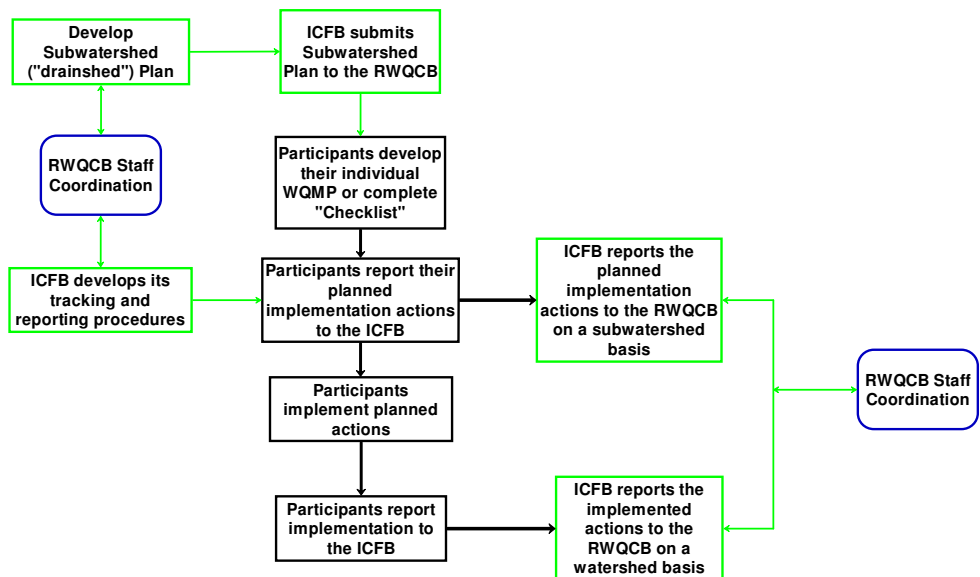 Develop
Subwatershed
("drainshed") Plan
ICFB submits
Subwatershed
Plan to the RWQCB
RWQCB Staff
Coordination
Participants develop
their individual
WQMP or complete
"Checklist"
ICFB develops its
tracking and
reporting procedures
Participants report their
planned
implementation actions
to the ICFB
ICFB reports the
planned
implementation
actions to the RWQCB
on a subwatershed
basis
RWQCB Staff
Coordination
Participants
implement planned
actions
Participants report
implementation to
the ICFB
ICFB reports the
implemented
actions to the
RWQCB on a
watershed basis